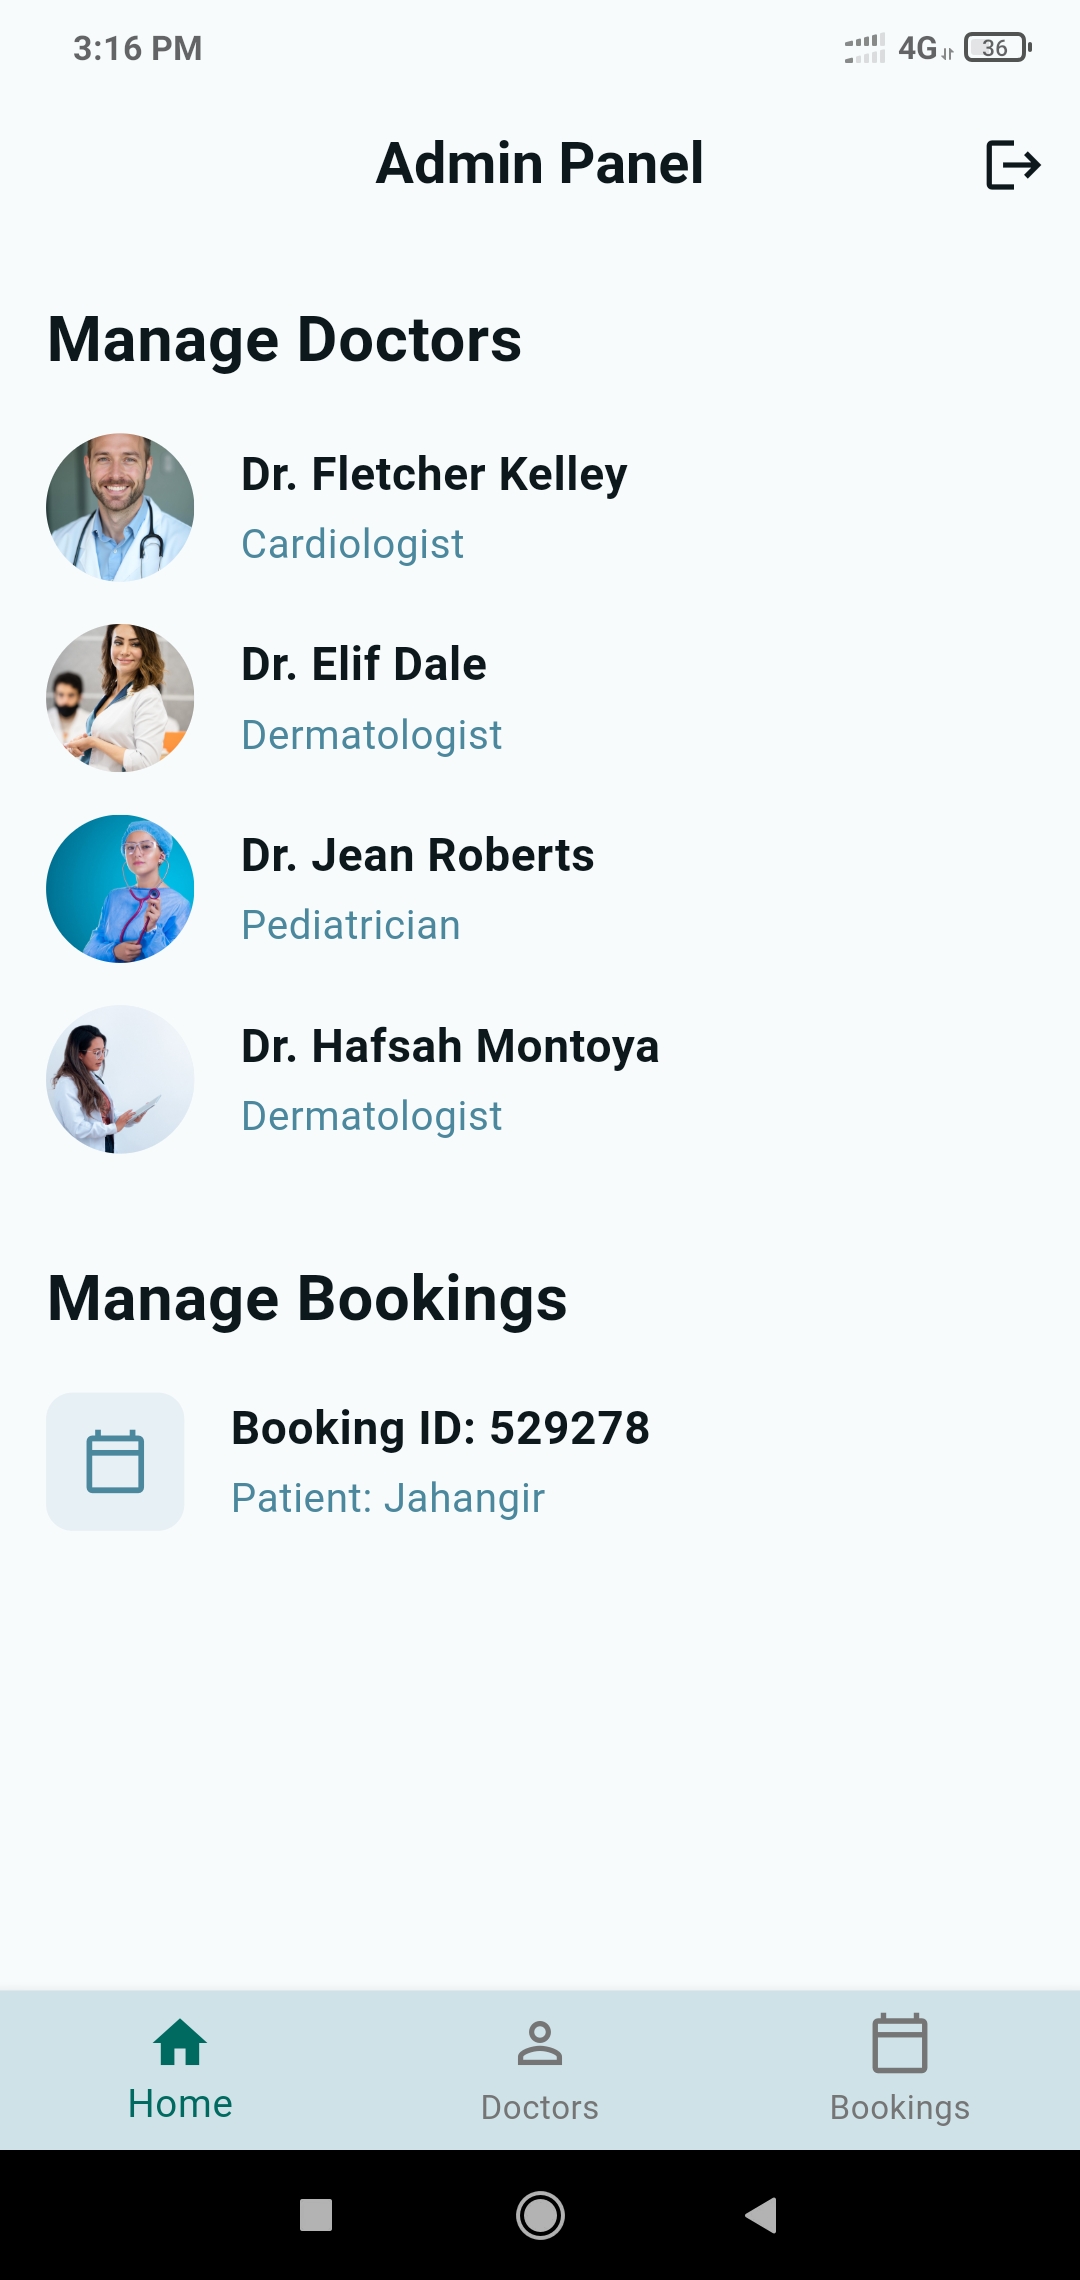 3:16 PM 4G 36
Admin Panel
Manage Doctors
Dr. Fletcher Kelley
Cardiologist
Dr. Elif Dale
Dermatologist
Dr. Jean Roberts
Pediatrician
Dr. Hafsah Montoya
Dermatologist
Manage Bookings
Booking ID: 529278
Patient: Jahangir
Home Doctors Bookings